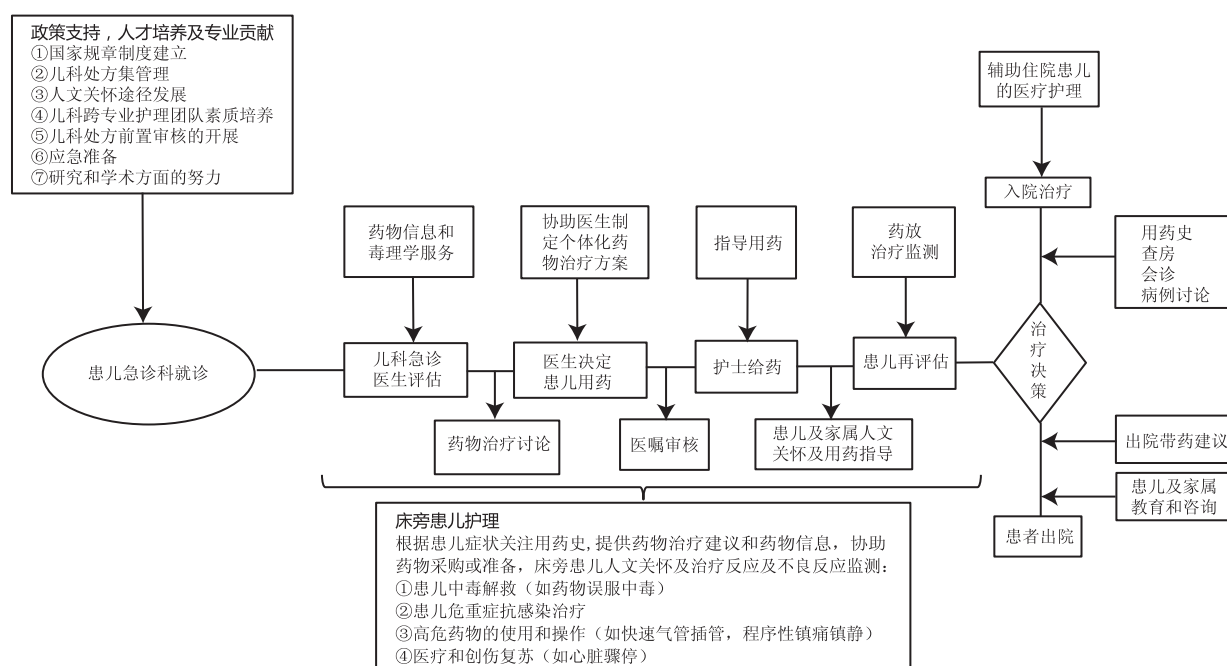 政策支持，人才培养及专业贡献
①国家规章制度建立
②儿科处方集管理
③人文关怀途径发展
④儿科跨专业护理团队素质培养
⑤儿科处方前置审核的开展
⑥应急准备
⑦研究和学术方面的努力
辅助住院患儿
的医疗护理
入院治疗
用药史
查房
会诊
病例讨论
药物信息和
毒理学服务
协助医生制
定个体化药
物治疗方案
指导用药
药放
治疗监测
患儿急诊科就诊
儿科急诊
医生评估
医生决定
患儿用药
护士给药
患儿再评估
治
疗
决
策
药物治疗讨论
医嘱审核
患儿及家属人文
关怀及用药指导
出院带药建议
患儿及家属
教育和咨询
患者出院
床旁患儿护理
根据患儿症状关注用药史,提供药物治疗建议和药物信息，协助
药物采购或准备，床旁患儿人文关怀及治疗反应及不良反应监测：
①患儿中毒解救（如药物误服中毒）
②患儿危重症抗感染治疗
③高危药物的使用和操作（如快速气管插管，程序性镇痛镇静）
④医疗和创伤复苏（如心脏骤停）